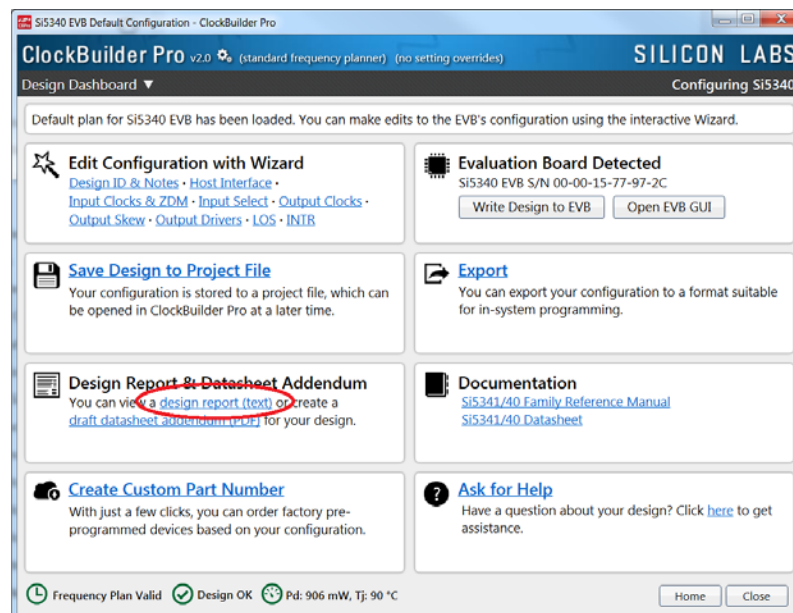 Si5340 EVB Default Configuration - ClockBuilder Pro
ClockBuilder Pro v2.0 (standard frequency planner) (no setting overrides) SILICON LABS
Design Dashboard ▼ Configuring Si5340
Default plan for Si5340 EVB has been loaded. You can make edits to the EVB's configuration using the interactive Wizard.
Edit Configuration with Wizard
Design ID & Notes · Host Interface ·
Input Clocks & ZDM · Input Select · Output Clocks ·
Output Skew · Output Drivers · LOS · INTR
Evaluation Board Detected
Si5340 EVB S/N 00-00-15-77-97-2C
Write Design to EVB Open EVB GUI
Save Design to Project File
Your configuration is stored to a project file, which can
be opened in ClockBuilder Pro at a later time.
Export
You can export your configuration to a format suitable
for in-system programming.
Design Report & Datasheet Addendum
You can view a design report (text) or create a
draft datasheet addendum (PDF) for your design.
Documentation
Si5341/40 Family Reference Manual
Si5341/40 Datasheet
Create Custom Part Number
With just a few clicks, you can order factory pre-
programmed devices based on your configuration.
Ask for Help
Have a question about your design? Click here to get
assistance.
Frequency Plan Valid Design OK Pd: 906 mW, Tj: 90 °C Home Close